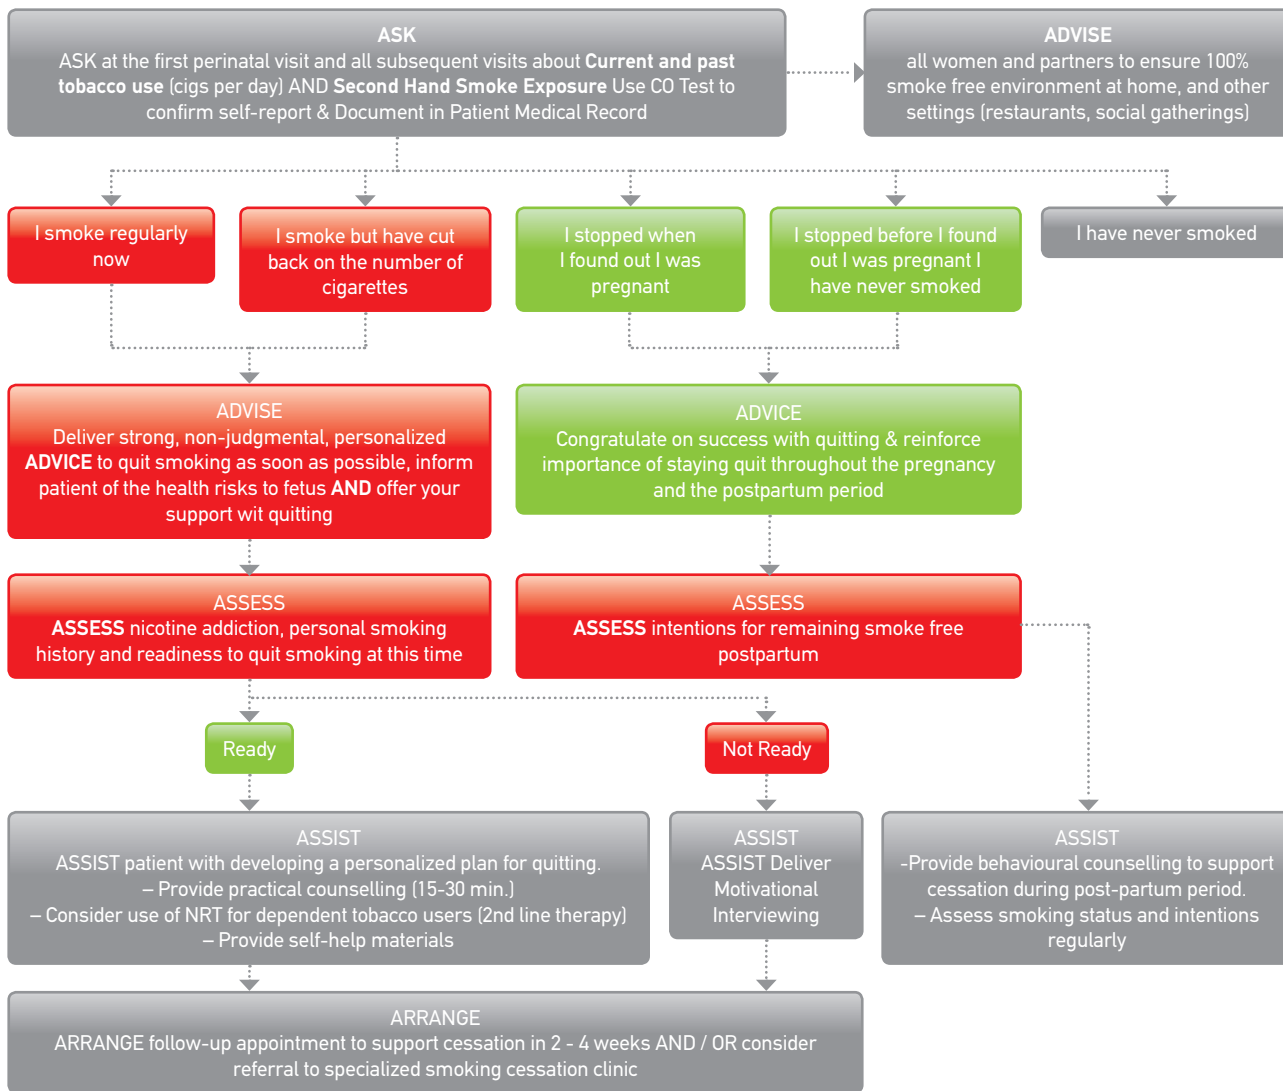 ASK
ASK at the first perinatal visit and all subsequent visits about Current and past
tobacco use (cigs per day) AND Second Hand Smoke Exposure Use CO Test to
confirm self-report & Document in Patient Medical Record
ADVISE
all women and partners to ensure 100%
smoke free environment at home, and other
settings (restaurants, social gatherings)
I smoke regularly
now
I smoke but have cut
back on the number of
cigarettes
I stopped when
I found out I was
pregnant
I stopped before I found
out I was pregnant I
have never smoked
I have never smoked
ADVISE
Deliver strong, non-judgmental, personalized
ADVICE to quit smoking as soon as possible, inform
patient of the health risks to fetus AND offer your
support wit quitting
ADVICE
Congratulate on success with quitting & reinforce
importance of staying quit throughout the pregnancy
and the postpartum period
ASSESS
ASSESS nicotine addiction, personal smoking
history and readiness to quit smoking at this time
ASSESS
ASSESS intentions for remaining smoke free
postpartum
Ready
Not Ready
ASSIST
ASSIST patient with developing a personalized plan for quitting.
– Provide practical counselling (15-30 min.)
– Consider use of NRT for dependent tobacco users (2nd line therapy)
– Provide self-help materials
ASSIST
ASSIST Deliver
Motivational
Interviewing
ASSIST
-Provide behavioural counselling to support
cessation during post-partum period.
– Assess smoking status and intentions
regularly
ARRANGE
ARRANGE follow-up appointment to support cessation in 2 - 4 weeks AND / OR consider
referral to specialized smoking cessation clinic